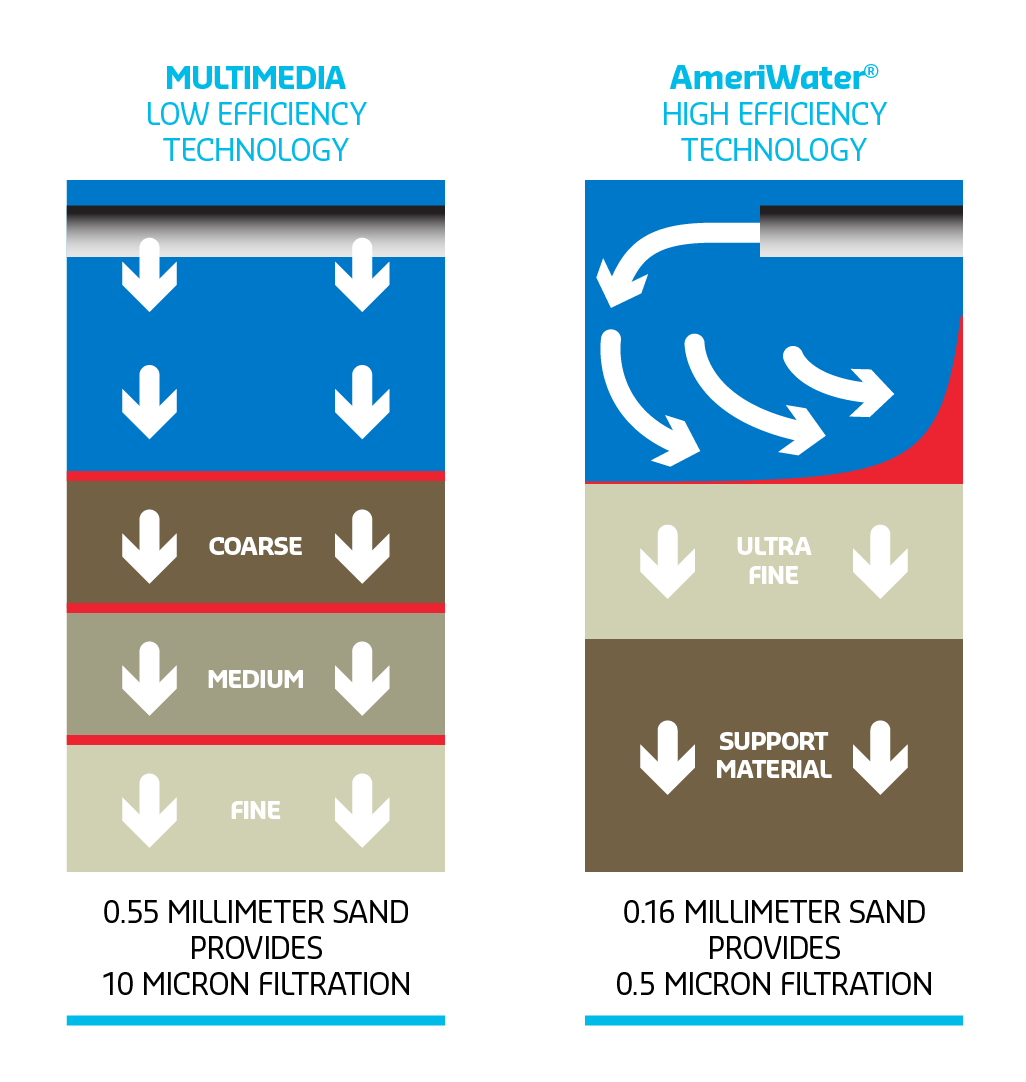 MULTIMEDIA
LOW EFFICIENCY
TECHNOLOGY
COARSE
MEDIUM
FINE
0.55 MILLIMETER SAND
PROVIDES
10 MICRON FILTRATION
AmeriWater®
HIGH EFFICIENCY
TECHNOLOGY
ULTRA
FINE
SUPPORT
MATERIAL
0.16 MILLIMETER SAND
PROVIDES
0.5 MICRON FILTRATION